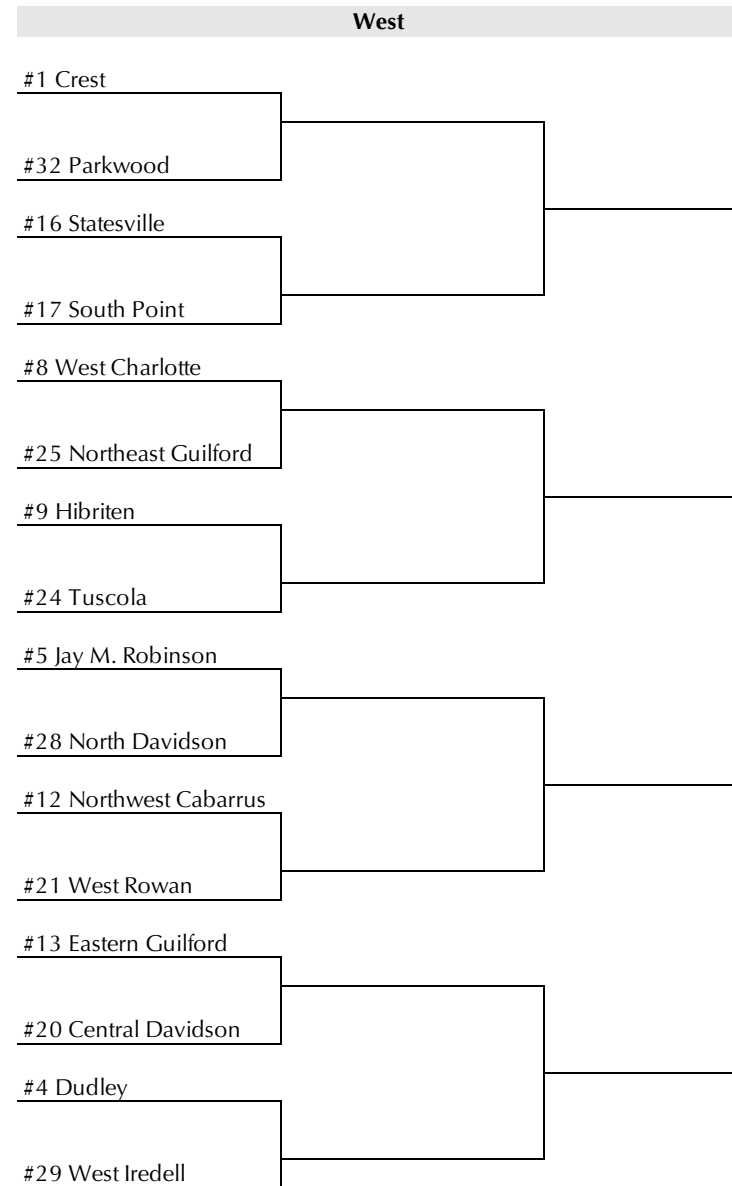 West
#1 Crest
#32 Parkwood
#16 Statesville
#17 South Point
#8 West Charlotte
#25 Northeast Guilford
#9 Hibriten
#24 Tuscola
#5 Jay M. Robinson
#28 North Davidson
#12 Northwest Cabarrus
#21 West Rowan
#13 Eastern Guilford
#20 Central Davidson
#4 Dudley
#29 West Iredell